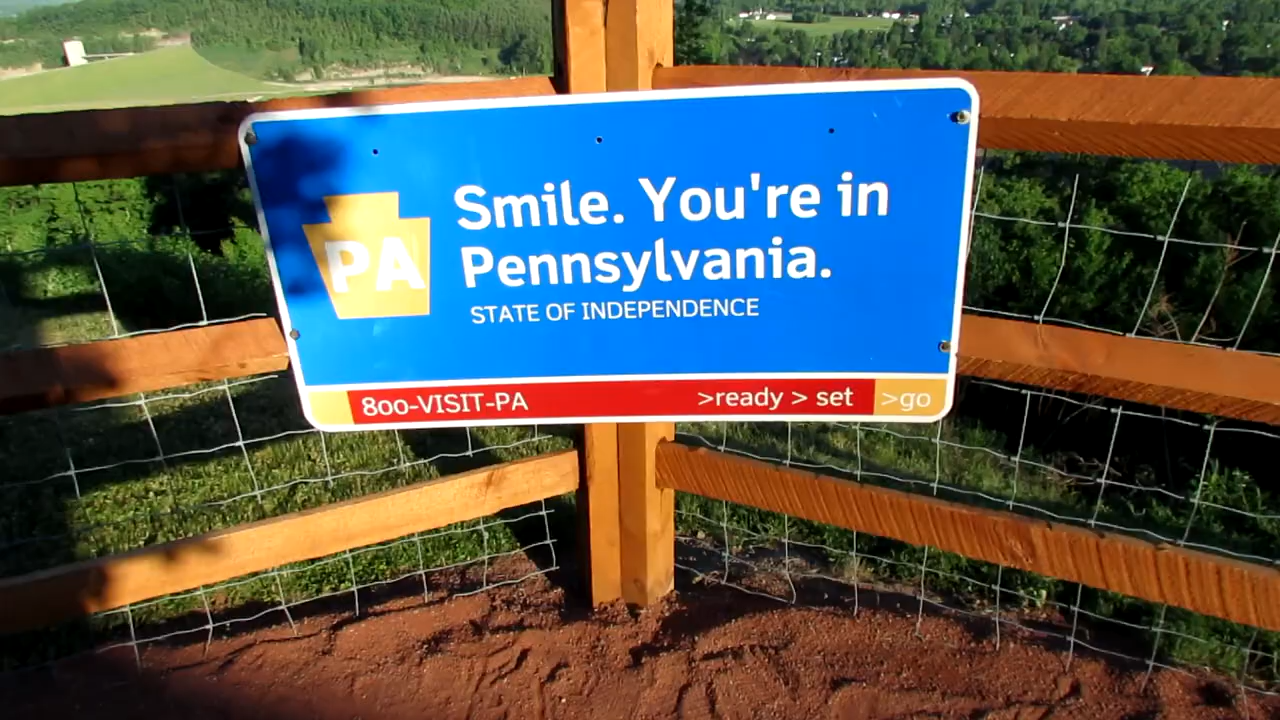 PA
Smile. You're in
Pennsylvania.
STATE OF INDEPENDENCE
800-VISIT-PA
>ready > set >go